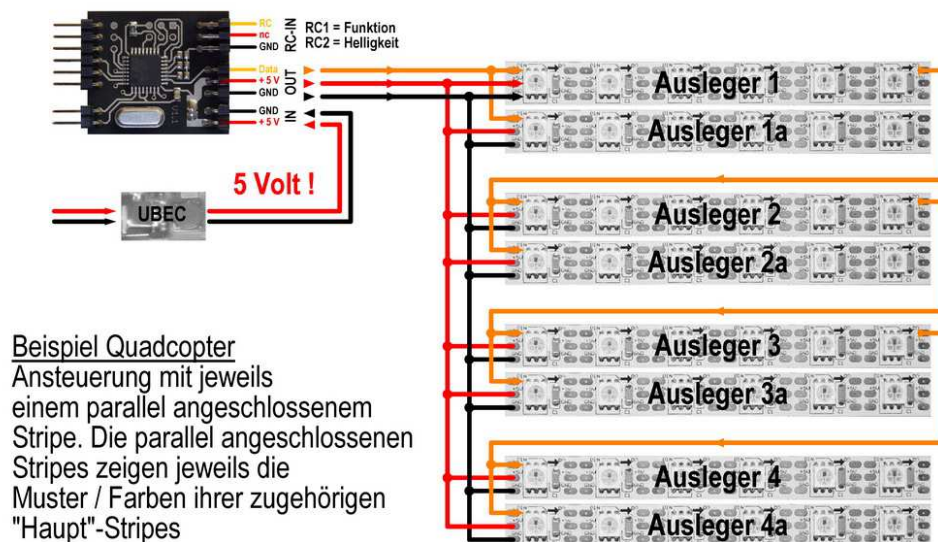 RC
nc
GND
RC-IN
RC1 = Funktion
RC2 = Helligkeit
Data
+ 5 V
GND
OUT
GND
+ 5 V
IN
5 Volt !
UBEC
Ausleger 1
Ausleger 1a
Ausleger 2
Ausleger 2a
Ausleger 3
Ausleger 3a
Ausleger 4
Ausleger 4a
Beispiel Quadcopter
Ansteuerung mit jeweils
einem parallel angeschlossenem
Stripe. Die parallel angeschlossenen
Stripes zeigen jeweils die
Muster / Farben ihrer zugehörigen
"Haupt"-Stripes